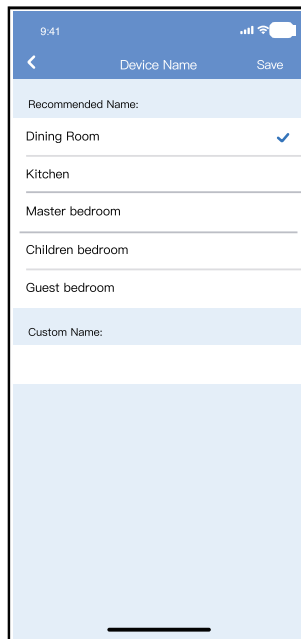 9:41
Device Name Save
Recommended Name:
Dining Room
Kitchen
Master bedroom
Children bedroom
Guest bedroom
Custom Name: